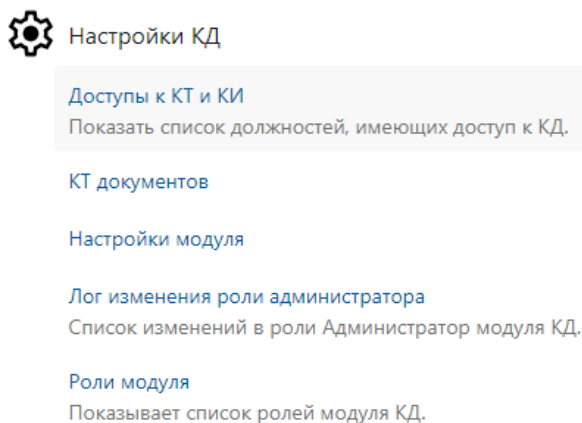 Настройки КД
Доступы к КТ и КИ
Показать список должностей, имеющих доступ к КД.
КТ документов
Настройки модуля
Лог изменения роли администратора
Список изменений в роли Администратор модуля КД.
Роли модуля
Показывает список ролей модуля КД.